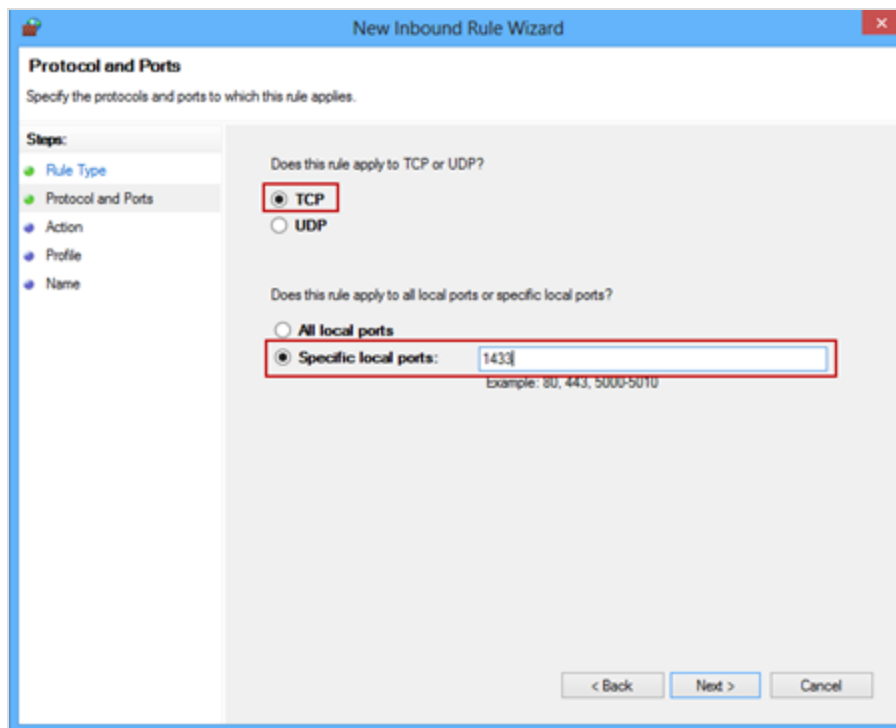 New Inbound Rule Wizard
Protocol and Ports
Specify the protocols and ports to which this rule applies.
Steps:
Rule Type
Protocol and Ports
Action
Profile
Name
Does this rule apply to TCP or UDP?
TCP
UDP
Does this rule apply to all local ports or specific local ports?
All local ports
Specific local ports: 1433
Example: 80, 443, 5000-5010
< Back Next > Cancel